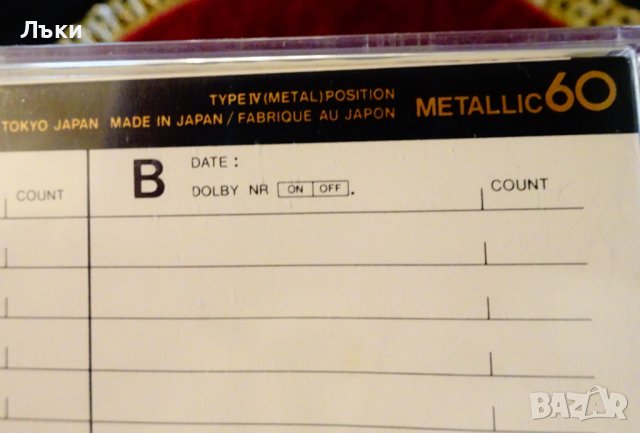 Лъки
TYPE IV (METAL) POSITION
TOKYO JAPAN MADE IN JAPAN / FABRIQUE AU JAPON METALLIC 60
COUNT B DATE :
DOLBY NR ON OFF . COUNT
BAZAR